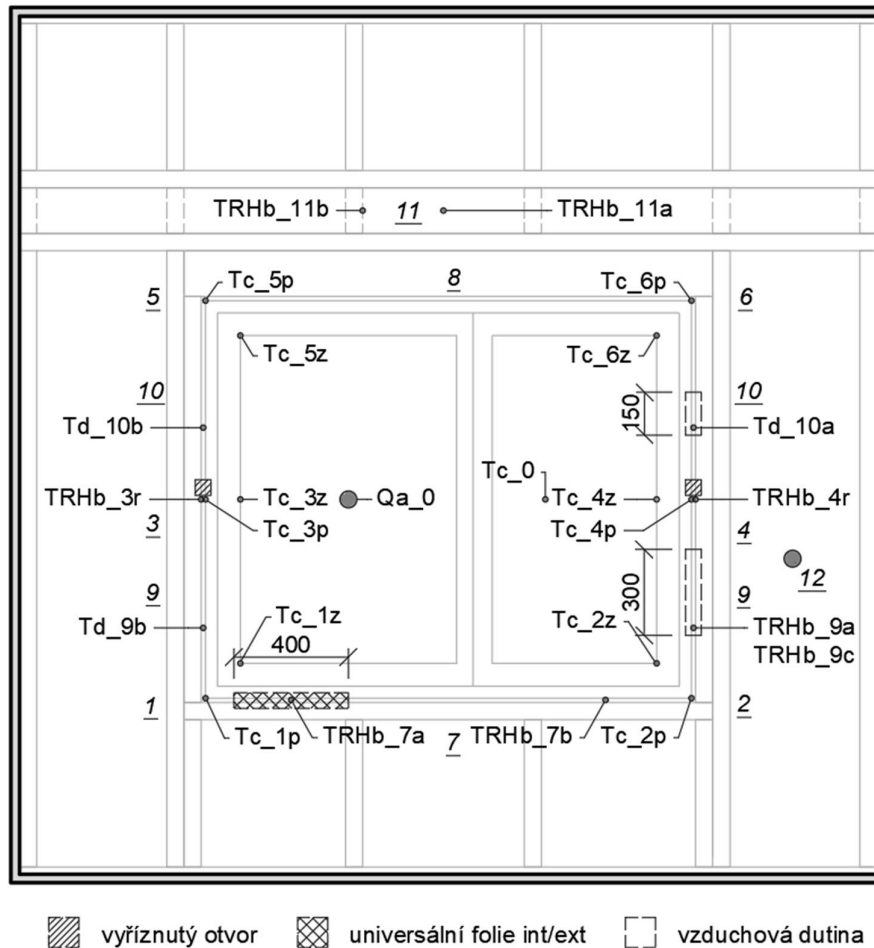 TRHb_11b 11 TRHb_11a
Tc_5p 8 Tc_6p
5 6
Tc_5z Tc_6z
10 150 10
Td_10b Td_10a
Tc_0
TRHb_3r Tc_3z Qa_0 Tc_4z TRHb_4r
3 Tc_3p Tc_4p 4
12
9 300 9
Td_9b Tc_1z Tc_2z TRHb_9a
400 TRHb_9c
1 2
Tc_1p TRHb_7a 7 TRHb_7b Tc_2p
vyříznutý otvor universální folie int/ext vzduchová dutina